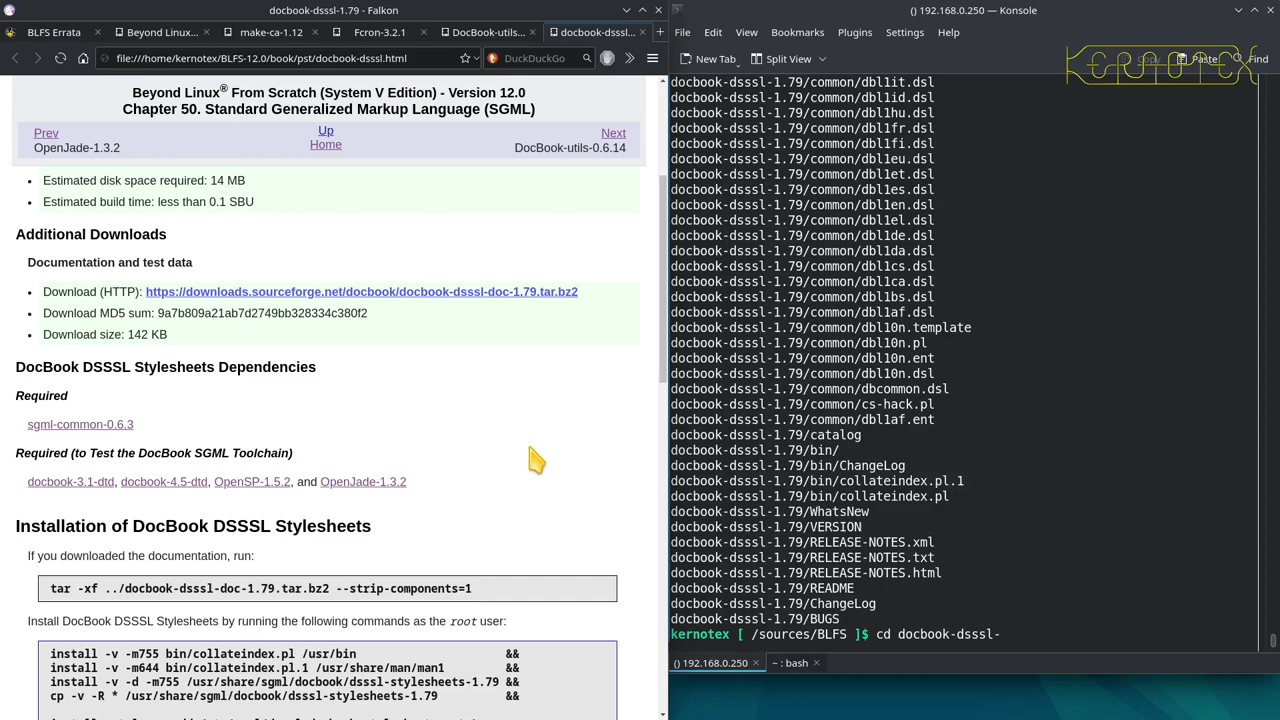 docbook-dsssl-1.79 - Falkon
BLFS Errata
Beyond Linux...
make-ca-1.12
Fcron-3.2.1
DocBook-utils...
docbook-dsssl...
file:///home/kernotex/BLFS-12.0/book/pst/docbook-dsssl.html
DuckDuckGo
Beyond Linux® From Scratch (System V Edition) - Version 12.0
Chapter 50. Standard Generalized Markup Language (SGML)
Prev
Up
Next
OpenJade-1.3.2
Home
DocBook-utils-0.6.14
• Estimated disk space required: 14 MB
• Estimated build time: less than 0.1 SBU
Additional Downloads
Documentation and test data
• Download (HTTP): https://downloads.sourceforge.net/docbook/docbook-dsssl-doc-1.79.tar.bz2
• Download MD5 sum: 9a7b809a21ab7d2749bb328334c380f2
• Download size: 142 KB
DocBook DSSSL Stylesheets Dependencies
Required
sgml-common-0.6.3
Required (to Test the DocBook SGML Toolchain)
docbook-3.1-dtd, docbook-4.5-dtd, OpenSP-1.5.2, and OpenJade-1.3.2
Installation of DocBook DSSSL Stylesheets
If you downloaded the documentation, run:
tar -xf ../docbook-dsssl-doc-1.79.tar.bz2 --strip-components=1
Install DocBook DSSSL Stylesheets by running the following commands as the root user:
install -v -m755 bin/collateindex.pl /usr/bin &&
install -v -m644 bin/collateindex.pl.1 /usr/share/man/man1 &&
install -v -d -m755 /usr/share/sgml/docbook/dsssl-stylesheets-1.79 &&
cp -v -R * /usr/share/sgml/docbook/dsssl-stylesheets-1.79 &&
() 192.168.0.250 — Konsole
File Edit View Bookmarks Plugins Settings Help
New Tab
Split View
Copy
Paste
Find
KERNOTEX
docbook-dsssl-1.79/common/dbl1it.dsl
docbook-dsssl-1.79/common/dbl1id.dsl
docbook-dsssl-1.79/common/dbl1hu.dsl
docbook-dsssl-1.79/common/dbl1fr.dsl
docbook-dsssl-1.79/common/dbl1fi.dsl
docbook-dsssl-1.79/common/dbl1eu.dsl
docbook-dsssl-1.79/common/dbl1et.dsl
docbook-dsssl-1.79/common/dbl1es.dsl
docbook-dsssl-1.79/common/dbl1en.dsl
docbook-dsssl-1.79/common/dbl1el.dsl
docbook-dsssl-1.79/common/dbl1de.dsl
docbook-dsssl-1.79/common/dbl1da.dsl
docbook-dsssl-1.79/common/dbl1cs.dsl
docbook-dsssl-1.79/common/dbl1ca.dsl
docbook-dsssl-1.79/common/dbl1bs.dsl
docbook-dsssl-1.79/common/dbl1af.dsl
docbook-dsssl-1.79/common/dbl10n.template
docbook-dsssl-1.79/common/dbl10n.pl
docbook-dsssl-1.79/common/dbl10n.ent
docbook-dsssl-1.79/common/dbl10n.dsl
docbook-dsssl-1.79/common/dbcommon.dsl
docbook-dsssl-1.79/common/cs-hack.pl
docbook-dsssl-1.79/common/dbl1af.ent
docbook-dsssl-1.79/catalog
docbook-dsssl-1.79/bin/
docbook-dsssl-1.79/bin/ChangeLog
docbook-dsssl-1.79/bin/collateindex.pl.1
docbook-dsssl-1.79/bin/collateindex.pl
docbook-dsssl-1.79/WhatsNew
docbook-dsssl-1.79/VERSION
docbook-dsssl-1.79/RELEASE-NOTES.xml
docbook-dsssl-1.79/RELEASE-NOTES.txt
docbook-dsssl-1.79/RELEASE-NOTES.html
docbook-dsssl-1.79/README
docbook-dsssl-1.79/ChangeLog
docbook-dsssl-1.79/BUGS
kernotex [ /sources/BLFS ]$ cd docbook-dsssl-
() 192.168.0.250
~ : bash